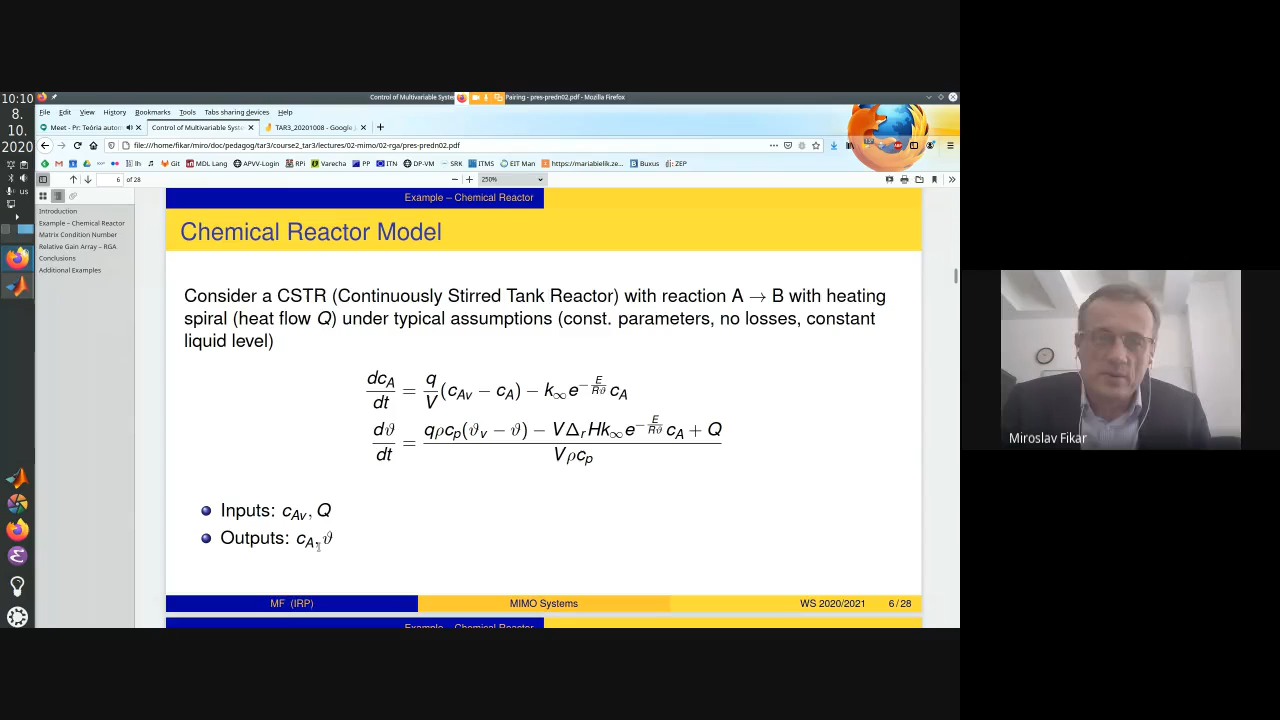 10:10
8.
10.
2020
us
Control of Multivariable Syste
Pairing - pres-predn02.pdf - Mozilla Firefox
File Edit View History Bookmarks Tools Tabs sharing devices Help
Meet - Pr: Teória autom
Control of Multivariable Syste
TAR3_20201008 - Google J
file:///home/fikar/miro/doc/pedagog/tar3/course2_tar3/lectures/02-mimo/02-rga/pres-predn02.pdf
lh Git MDL Lang APVV-Login RPi Varecha PP ITN DP-VM SRK ITMS EIT Man https://mariabielik.ze... Buxus ZEP
6 of 28
250%
Introduction
Example – Chemical Reactor
Matrix Condition Number
Relative Gain Array – RGA
Conclusions
Additional Examples
Example – Chemical Reactor
Chemical Reactor Model
Consider a CSTR (Continuously Stirred Tank Reactor) with reaction A → B with heating
spiral (heat flow Q) under typical assumptions (const. parameters, no losses, constant
liquid level)
dc_A/dt = q/V (c_Av − c_A) − k_∞ e^{−E/(Rϑ)} c_A
dϑ/dt = (qρc_p(ϑ_v − ϑ) − VΔ_rHk_∞e^{−E/(Rϑ)} c_A + Q) / (Vρc_p)
Inputs: c_Av, Q
Outputs: c_A, ϑ
MF (IRP) MIMO Systems WS 2020/2021 6 / 28
Example – Chemical Reactor
Miroslav Fikar